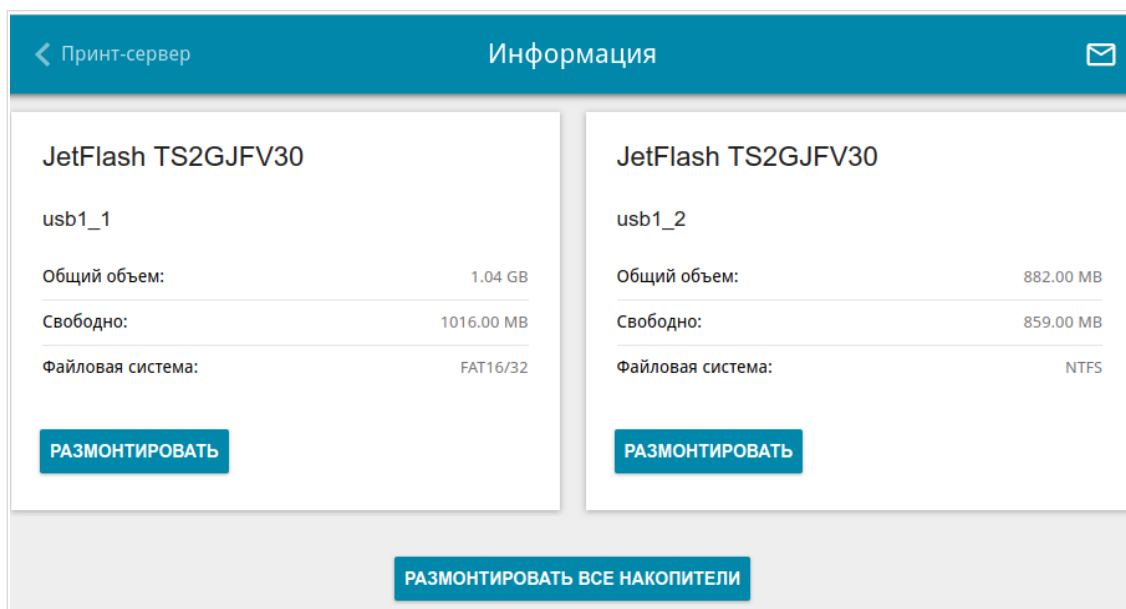 Принт-сервер
Информация
JetFlash TS2GJFV30
usb1_1
Общий объем: 1.04 GB
Свободно: 1016.00 MB
Файловая система: FAT16/32
РАЗМОНТИРОВАТЬ
JetFlash TS2GJFV30
usb1_2
Общий объем: 882.00 MB
Свободно: 859.00 MB
Файловая система: NTFS
РАЗМОНТИРОВАТЬ
РАЗМОНТИРОВАТЬ ВСЕ НАКОПИТЕЛИ